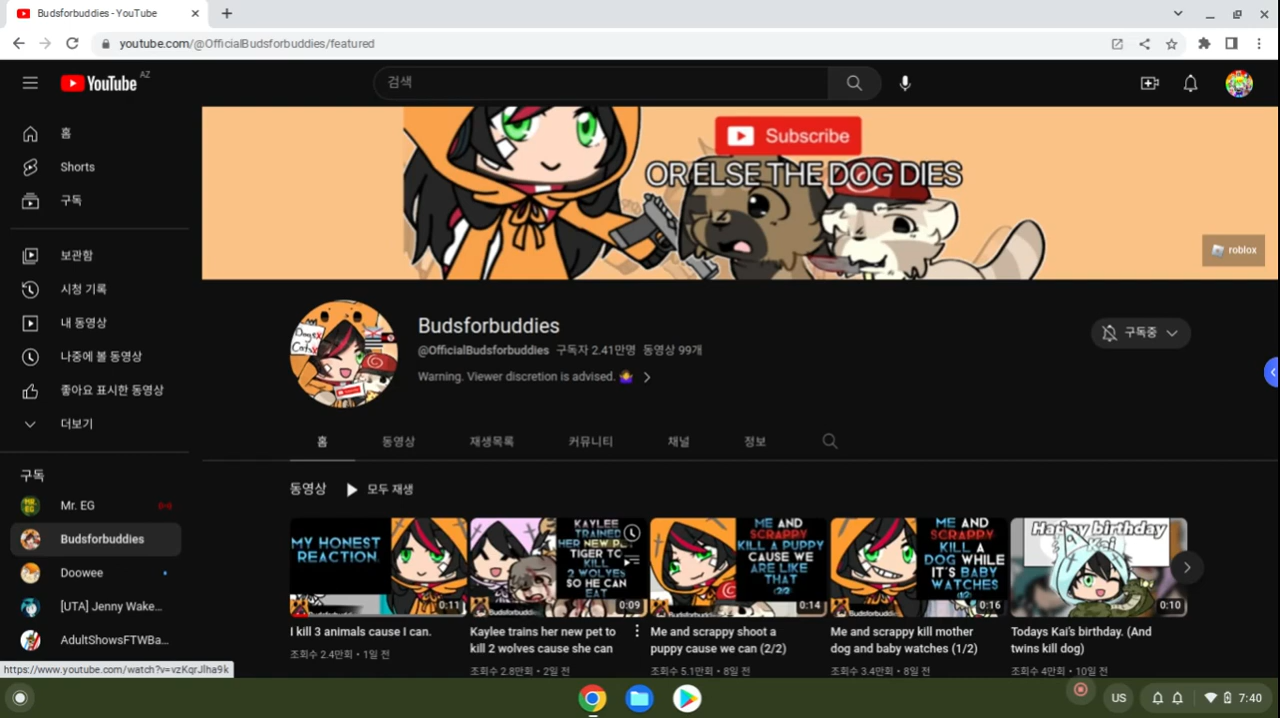 Budsforbuddies - YouTube
youtube.com/@OfficialBudsforbuddies/featured
YouTube AZ
검색
홈
Shorts
구독
보관함
시청 기록
내 동영상
나중에 볼 동영상
좋아요 표시한 동영상
더보기
구독
Mr. EG
Budsforbuddies
Doowee
[UTA] Jenny Wake...
AdultShowsFTWBa...
Subscribe
OR ELSE THE DOG DIES
roblox
Budsforbuddies
@OfficialBudsforbuddies 구독자 2.41만명 동영상 99개
Warning. Viewer discretion is advised. 🤷‍♀️
구독중
홈 동영상 재생목록 커뮤니티 채널 정보
동영상 모두 재생
MY HONEST
REACTION.
0:11
I kill 3 animals cause I can.
조회수 2.4만회 • 1일 전
KAYLEE
TRAINED
HER NEW P
TIGER TO
KILL
2 WOLVES
SO HE CAN
EAT
Budsforbuddies
0:09
Kaylee trains her new pet to
kill 2 wolves cause she can
조회수 2.8만회 • 2일 전
ME AND
SCRAPPY
KILL A PUPPY
CAUSE WE
ARE LIKE
THAT
Budsforbuddies
0:14
Me and scrappy shoot a
puppy cause we can (2/2)
조회수 5.1만회 • 8일 전
ME AND
SCRAPPY
KILL A
DOG WHILE
IT'S BABY
WATCHES
Budsforbuddies
0:16
Me and scrappy kill mother
dog and baby watches (1/2)
조회수 3.4만회 • 8일 전
Happy birthday
Kai
0:10
Todays Kai's birthday. (And
twins kill dog)
조회수 4만회 • 10일 전
https://www.youtube.com/watch?v=vzKqrJlha9k
US
7:40